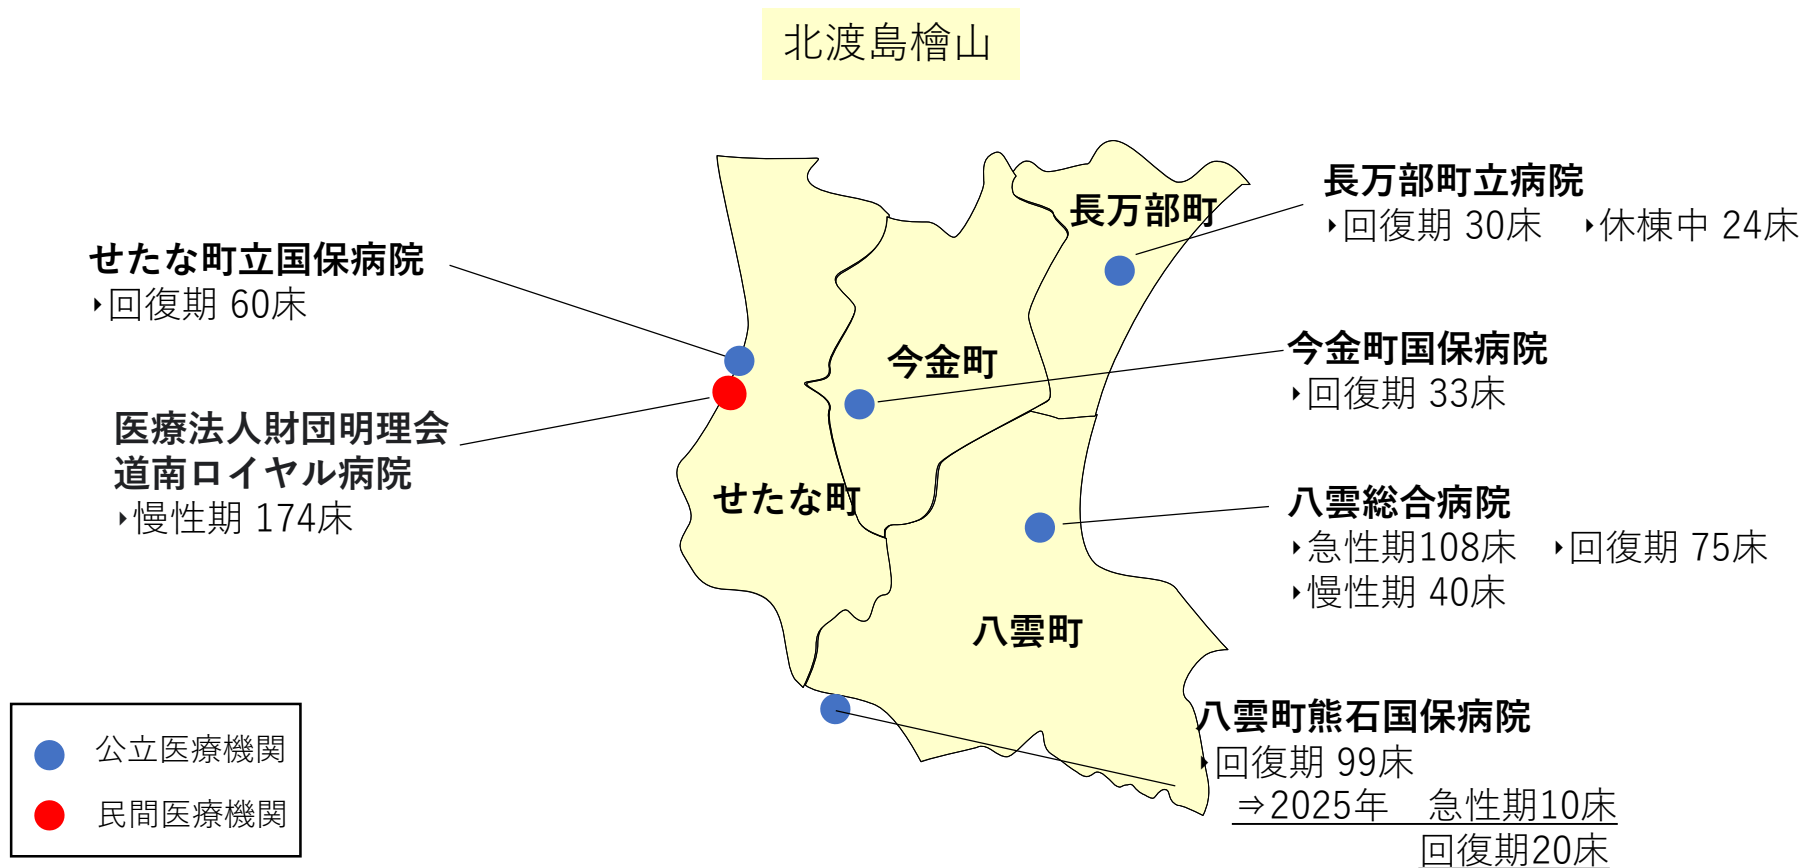 北渡島檜山
長万部町立病院
▸回復期 30床 ▸休棟中 24床
長万部町
せたな町立国保病院
▸回復期 60床
今金町国保病院
▸回復期 33床
今金町
医療法人財団明理会
道南ロイヤル病院
▸慢性期 174床
せたな町
八雲総合病院
▸急性期108床 ▸回復期 75床
▸慢性期 40床
八雲町
八雲町熊石国保病院
▸回復期 99床
⇒2025年 急性期10床
回復期20床
公立医療機関
民間医療機関